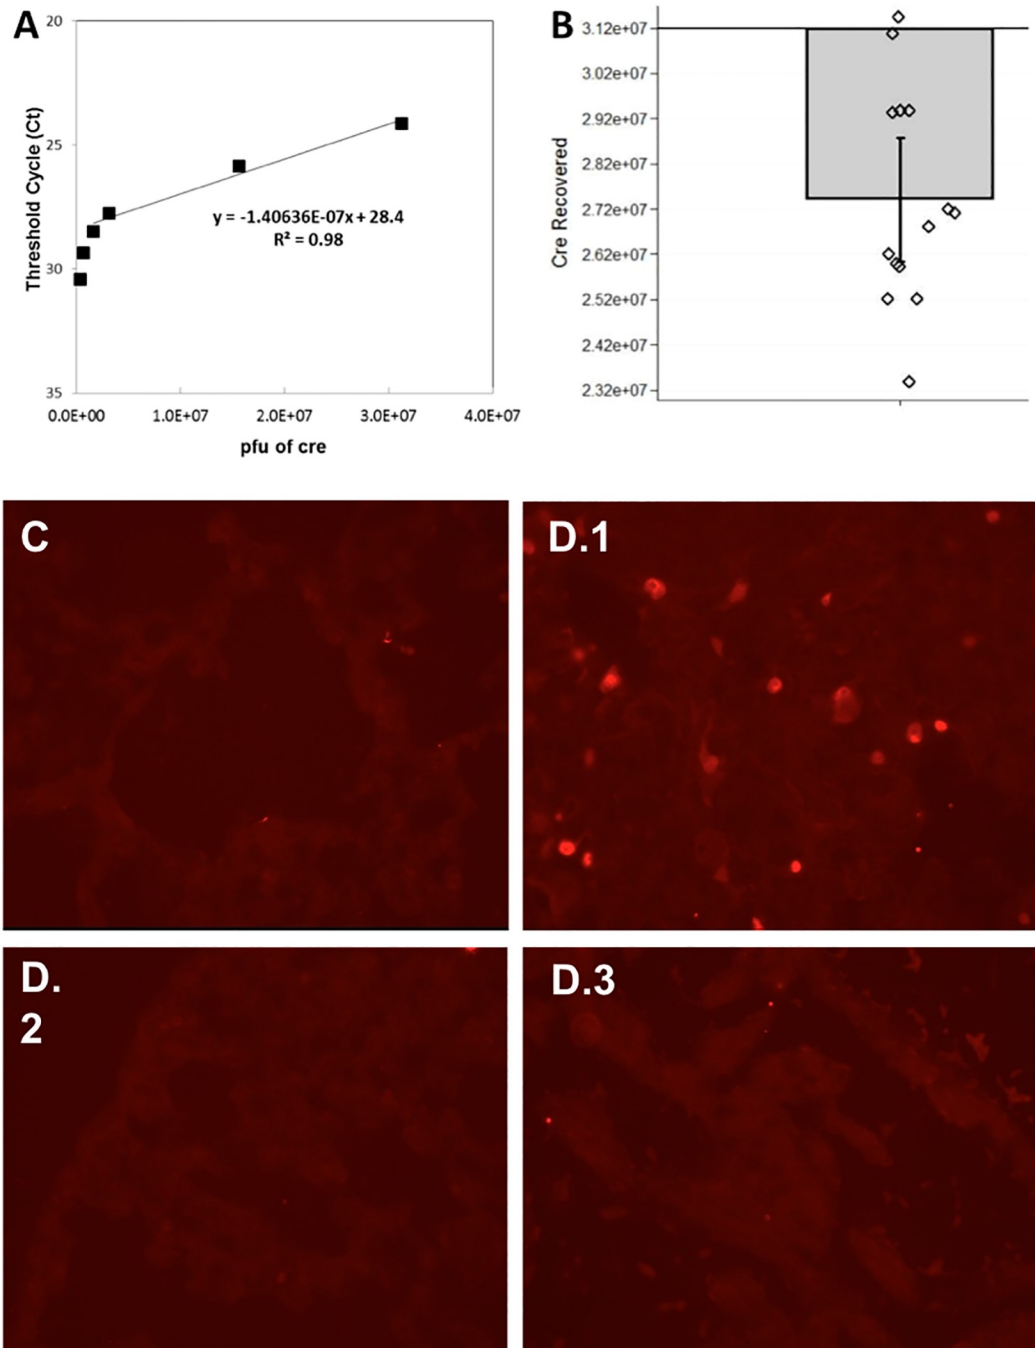 A
20
25
30
35
Threshold Cycle (Ct)
y = -1.40636E-07x + 28.4
R² = 0.98
0.0E+00 1.0E+07 2.0E+07 3.0E+07 4.0E+07
pfu of cre
B
3.12e+07
3.02e+07
2.92e+07
2.82e+07
2.72e+07
2.62e+07
2.52e+07
2.42e+07
2.32e+07
Cre Recovered
C
D.1
D.
2
D.3